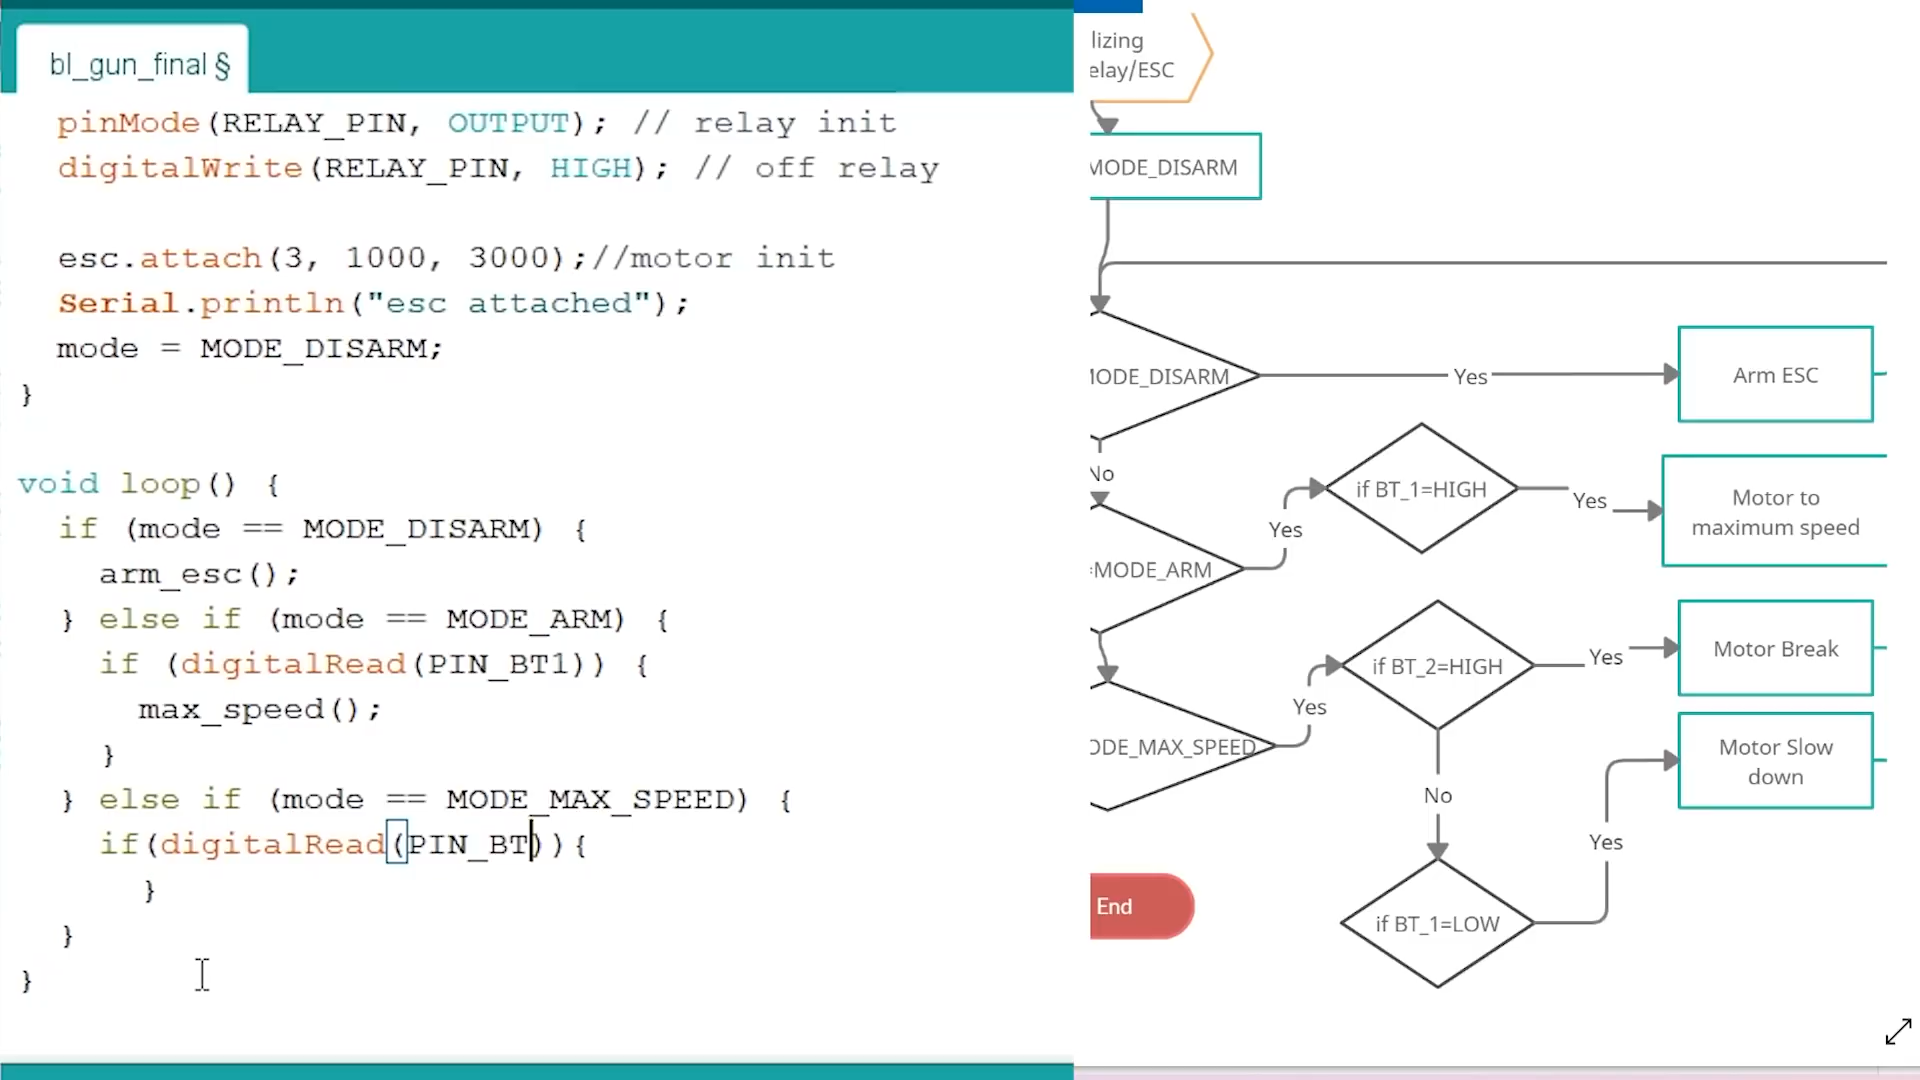 bl_gun_final §
pinMode(RELAY_PIN, OUTPUT); // relay init
digitalWrite(RELAY_PIN, HIGH); // off relay
esc.attach(3, 1000, 3000);//motor init
Serial.println("esc attached");
mode = MODE_DISARM;
}
void loop() {
if (mode == MODE_DISARM) {
arm_esc();
} else if (mode == MODE_ARM) {
if (digitalRead(PIN_BT1)) {
max_speed();
}
} else if (mode == MODE_MAX_SPEED) {
if(digitalRead(PIN_BT)){
}
}
}
lizing
elay/ESC
MODE_DISARM
MODE_DISARM
Yes
Arm ESC
No
if BT_1=HIGH
Yes
Motor to
maximum speed
Yes
=MODE_ARM
if BT_2=HIGH
Yes
Motor Break
Yes
ODE_MAX_SPEED
Motor Slow
down
No
Yes
End
if BT_1=LOW